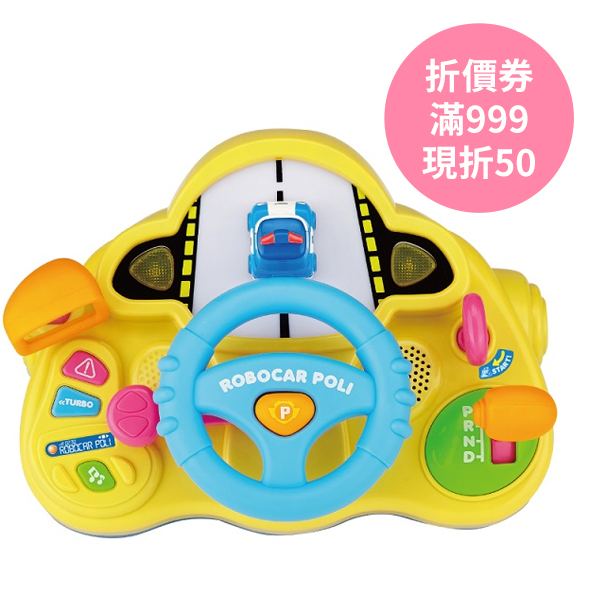 折價券
滿999
現折50
ROBOCAR POLI
P
«TURBO
ROBOCAR POLI
START!
P
R
N
D